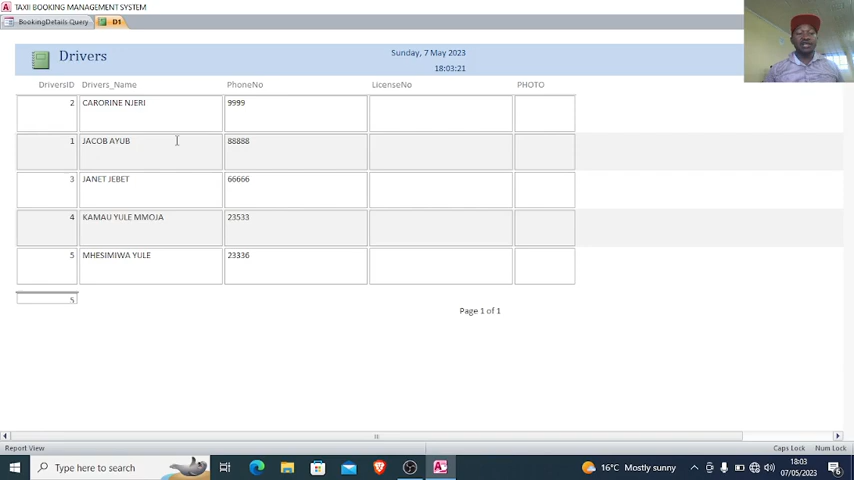 TAXII BOOKING MANAGEMENT SYSTEM
BookingDetails Query
D1
Drivers
Sunday, 7 May 2023
18:03:21
DriversID Drivers_Name PhoneNo LicenseNo PHOTO
2 CARORINE NJERI 9999
1 JACOB AYUB 88888
3 JANET JEBET 66666
4 KAMAU YULE MMOJA 23533
5 MHESIMIWA YULE 23336
5
Page 1 of 1
Report View Caps Lock Num Lock
Type here to search
16°C Mostly sunny
18:03
07/05/2023
6